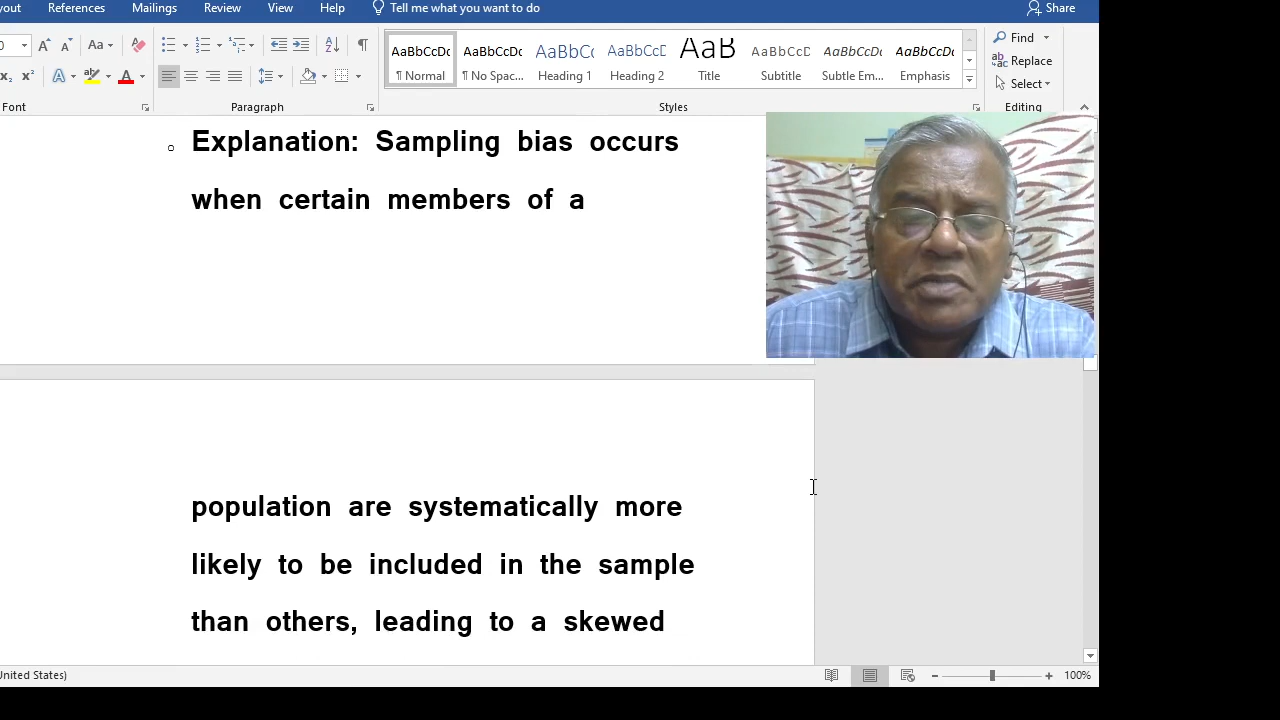 yout References Mailings Review View Help Tell me what you want to do Share
Aa AaBbCcDc AaBbCcDc AaBbCc AaBbCcD AaB AaBbCcD AaBbCcDc AaBbCcDc Find
¶ Normal ¶ No Spac... Heading 1 Heading 2 Title Subtitle Subtle Em... Emphasis Replace
Select
Font Paragraph Styles Editing
Explanation: Sampling bias occurs
when certain members of a
population are systematically more
likely to be included in the sample
than others, leading to a skewed
United States) 100%